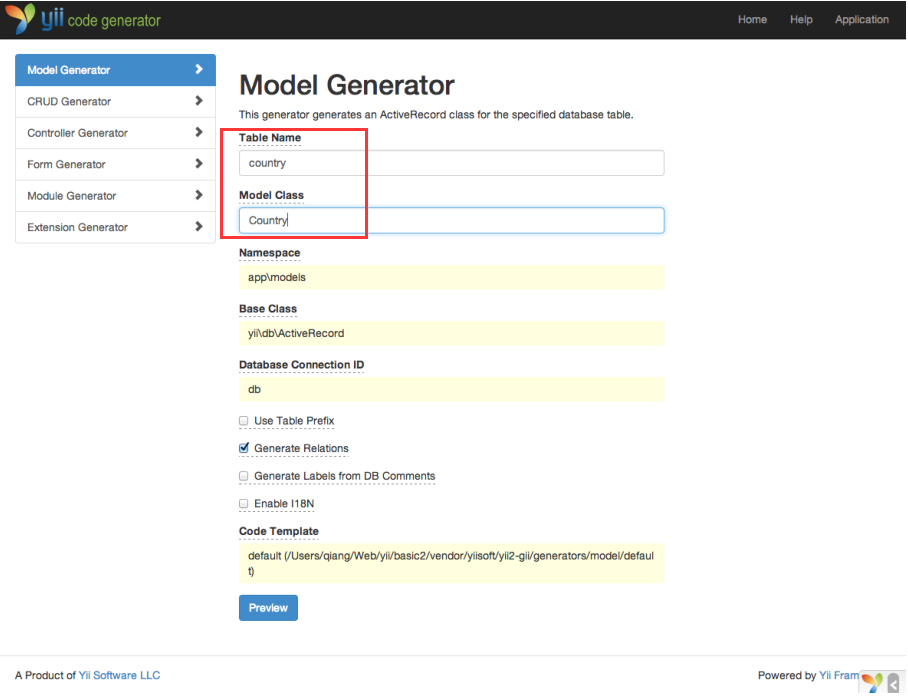 yii code generator
Home Help Application
Model Generator
CRUD Generator
Controller Generator
Form Generator
Module Generator
Extension Generator
Model Generator
This generator generates an ActiveRecord class for the specified database table.
Table Name
country
Model Class
Country
Namespace
app\models
Base Class
yii\db\ActiveRecord
Database Connection ID
db
Use Table Prefix
Generate Relations
Generate Labels from DB Comments
Enable I18N
Code Template
default (/Users/qiang/Web/yii/basic2/vendor/yiisoft/yii2-gii/generators/model/defaul
t)
Preview
A Product of Yii Software LLC
Powered by Yii Fram